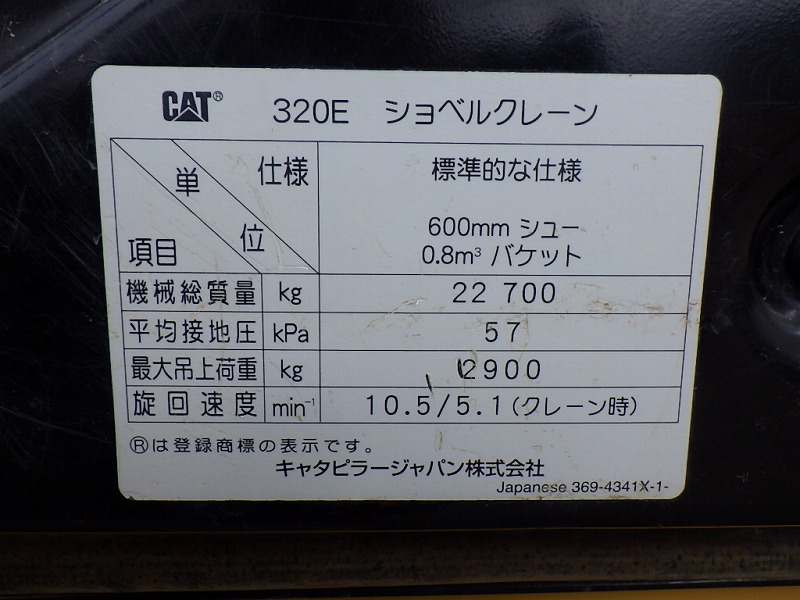 CAT® 320E ショベルクレーン
単位 仕様 標準的な仕様
項目 600mm シュー
0.8m³ バケット
機械総質量 kg 22 700
平均接地圧 kPa 57
最大吊上荷重 kg 2900
旋回速度 min⁻¹ 10.5/5.1(クレーン時)
®は登録商標の表示です。
キャタピラージャパン株式会社
Japanese 369-4341X-1-